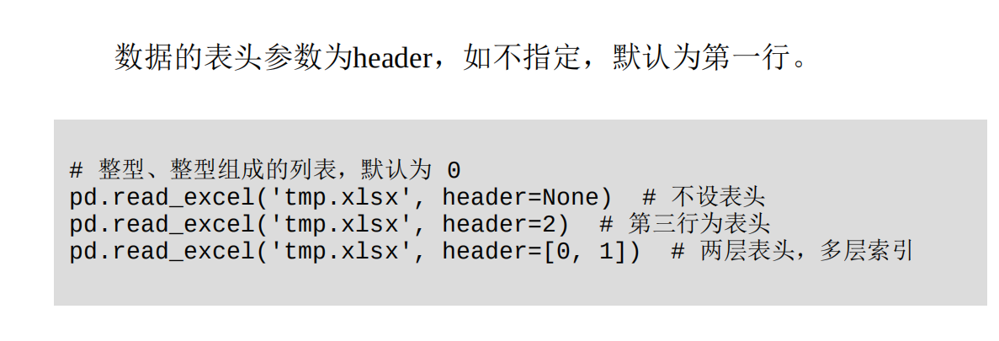 数据的表头参数为header，如不指定，默认为第一行。
# 整型、整型组成的列表，默认为 0
pd.read_excel('tmp.xlsx', header=None)  # 不设表头
pd.read_excel('tmp.xlsx', header=2)  # 第三行为表头
pd.read_excel('tmp.xlsx', header=[0, 1])  # 两层表头，多层索引